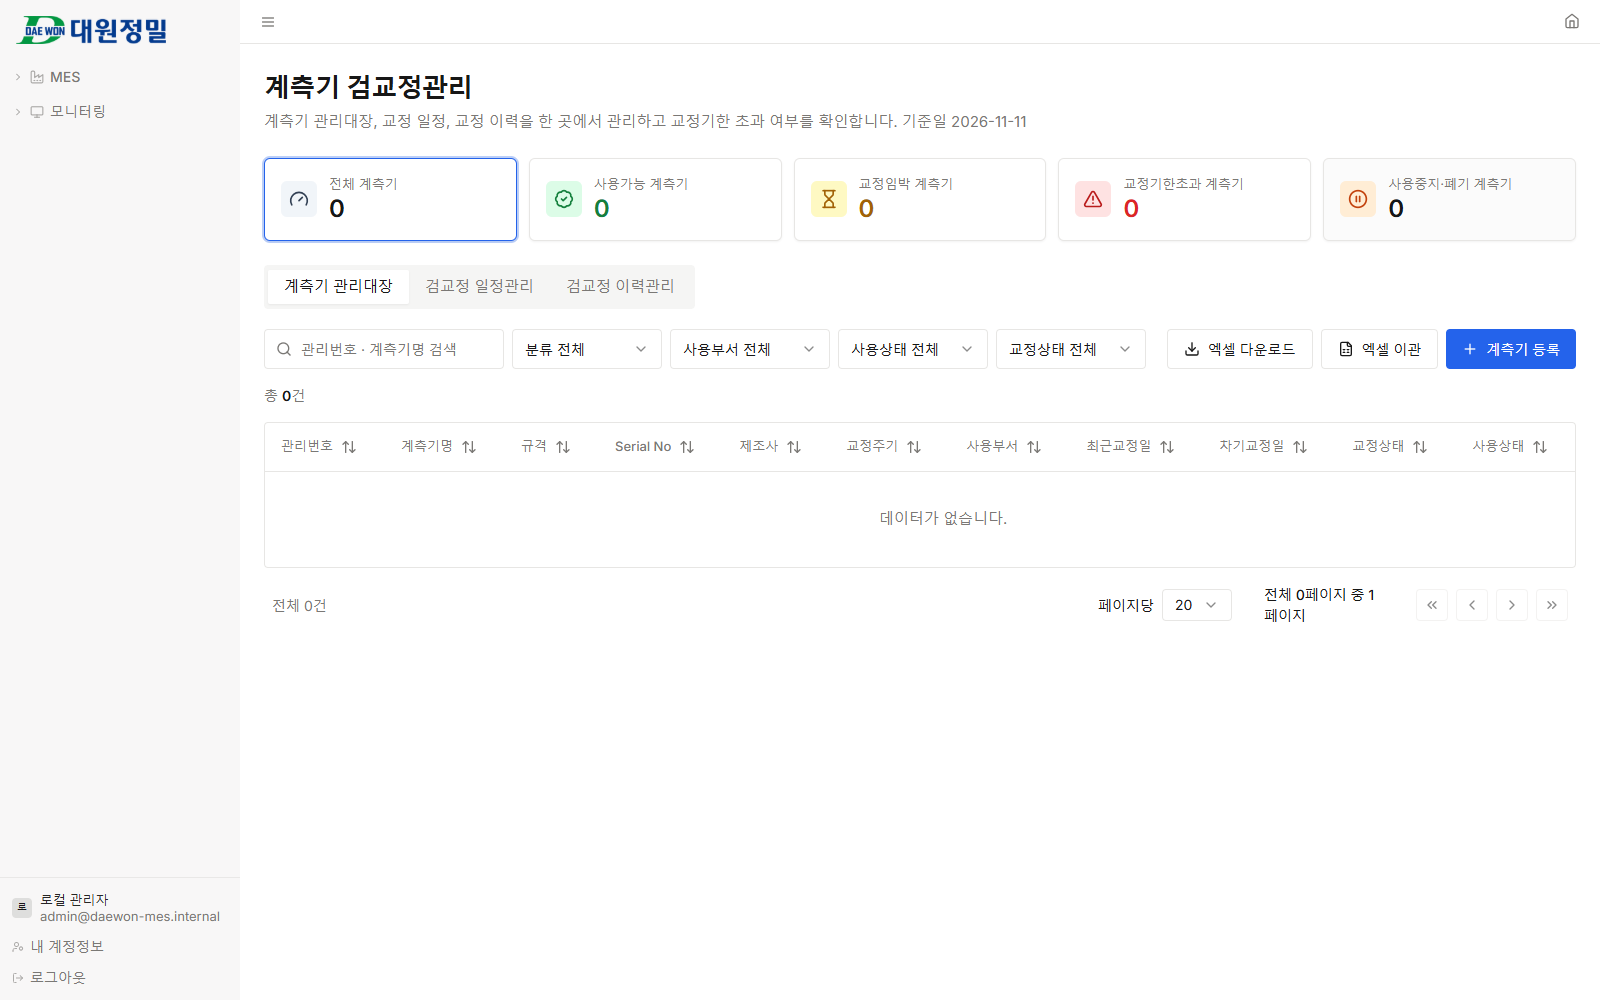 DAE WON 대원정밀
MES
모니터링
계측기 검교정관리
계측기 관리대장, 교정 일정, 교정 이력을 한 곳에서 관리하고 교정기한 초과 여부를 확인합니다. 기준일 2026-11-11
전체 계측기
0
사용가능 계측기
0
교정임박 계측기
0
교정기한초과 계측기
0
사용중지·폐기 계측기
0
계측기 관리대장 검교정 일정관리 검교정 이력관리
관리번호 · 계측기명 검색 분류 전체 사용부서 전체 사용상태 전체 교정상태 전체 엑셀 다운로드 엑셀 이관 계측기 등록
총 0건
관리번호 계측기명 규격 Serial No 제조사 교정주기 사용부서 최근교정일 차기교정일 교정상태 사용상태
데이터가 없습니다.
전체 0건 페이지당 20
전체 0페이지 중 1
페이지
로 로컬 관리자
admin@daewon-mes.internal
내 계정정보
로그아웃